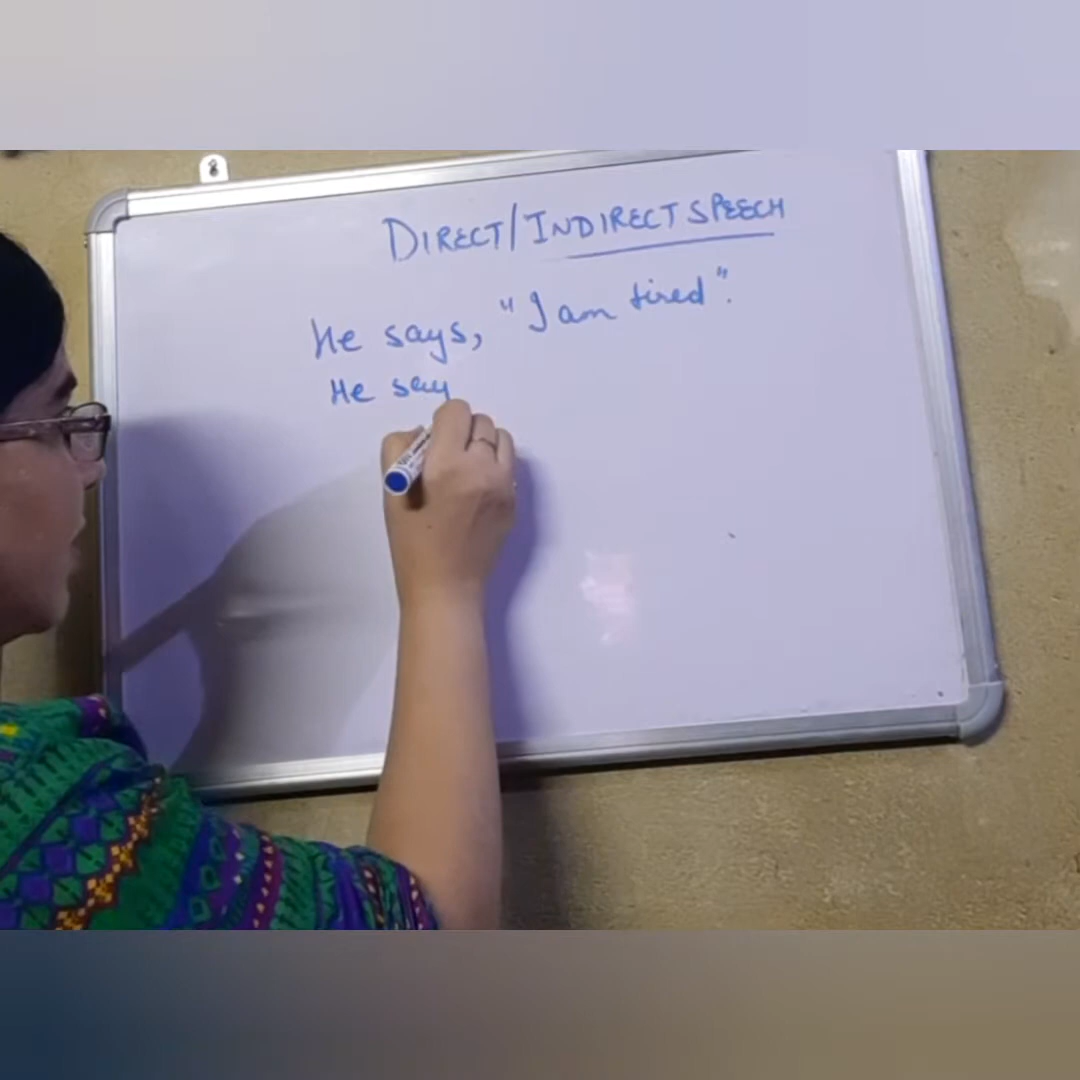 DIRECT/INDIRECT SPEECH
He says, "I am tired".
He say